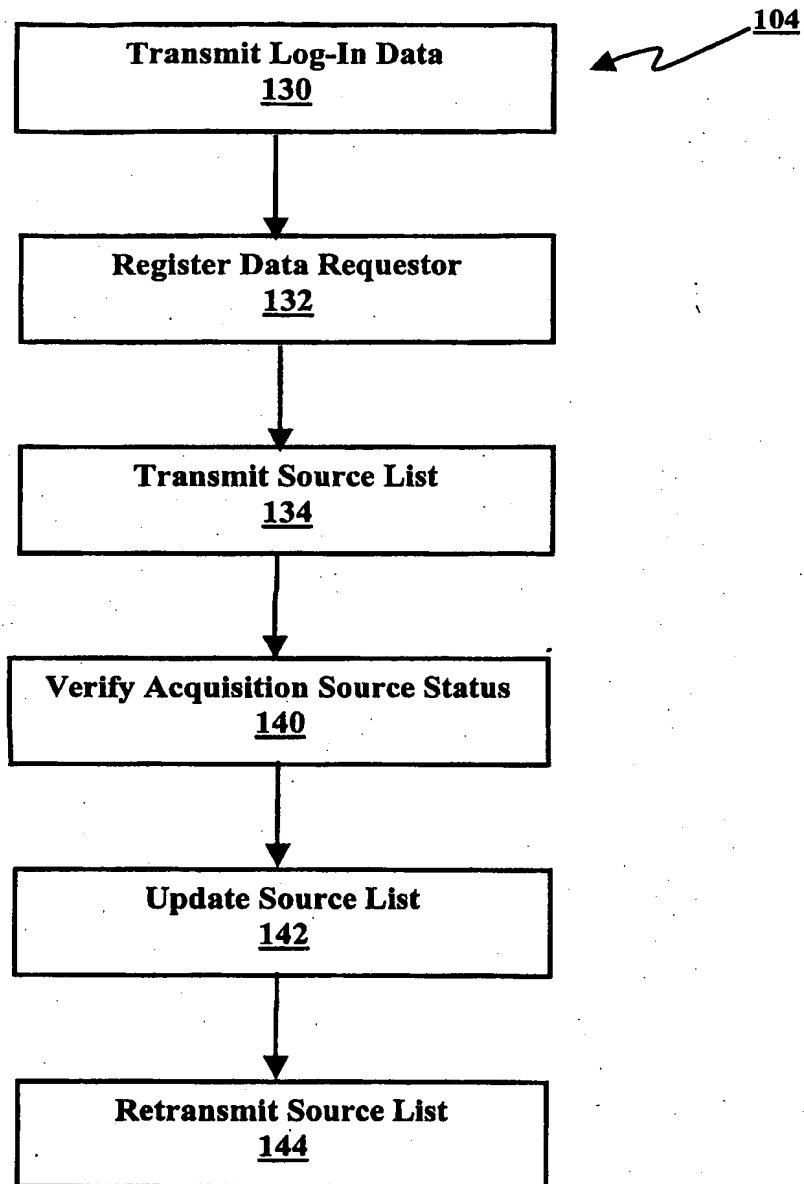 104
Transmit Log-In Data
130
Register Data Requestor
132
Transmit Source List
134
Verify Acquisition Source Status
140
Update Source List
142
Retransmit Source List
144